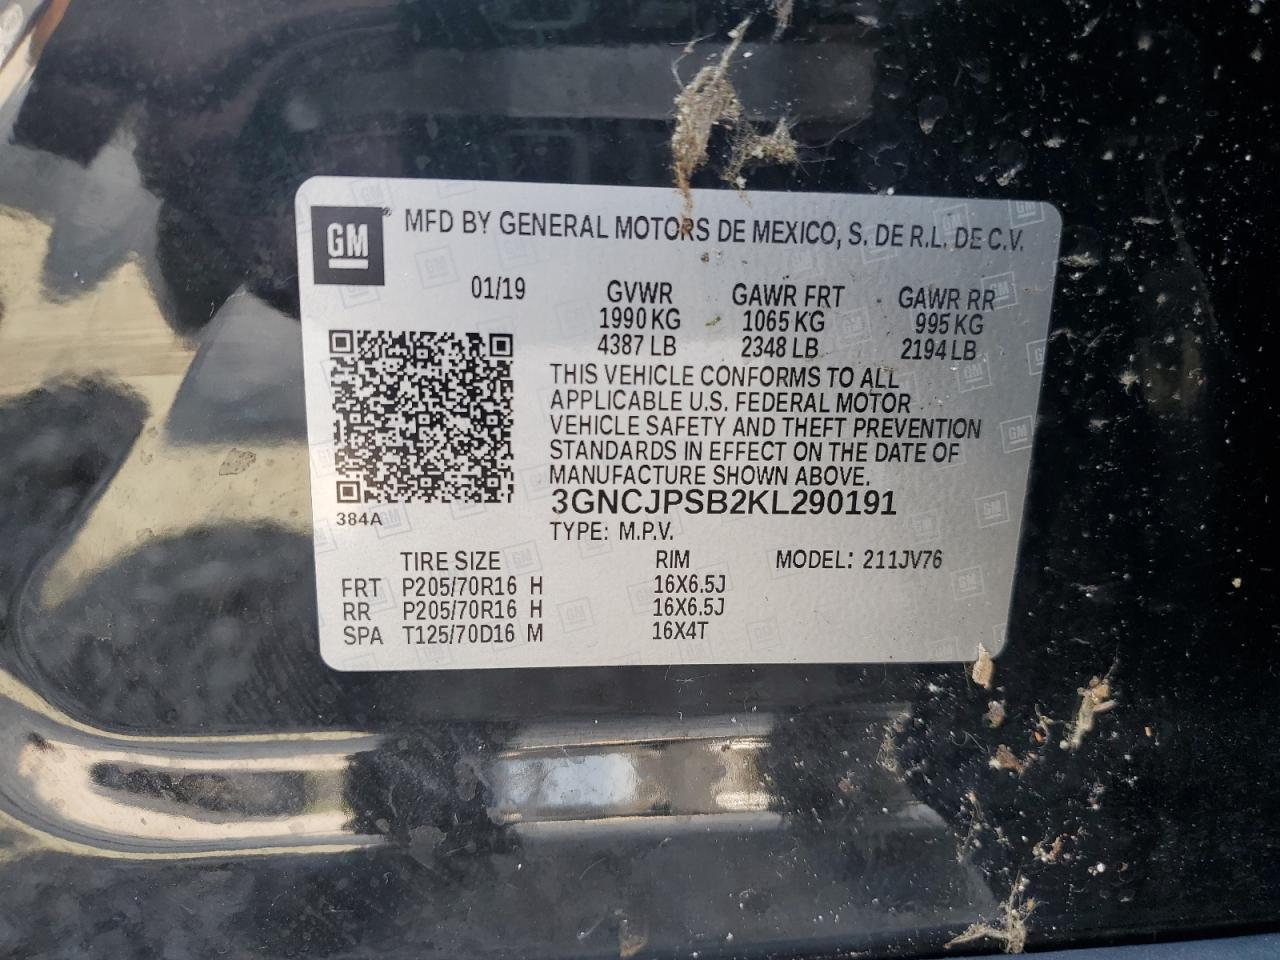 GM ® MFD BY GENERAL MOTORS DE MEXICO, S. DE R.L. DE C.V.
01/19 GVWR GAWR FRT GAWR RR
1990 KG 1065 KG 995 KG
4387 LB 2348 LB 2194 LB
THIS VEHICLE CONFORMS TO ALL
APPLICABLE U.S. FEDERAL MOTOR
VEHICLE SAFETY AND THEFT PREVENTION
STANDARDS IN EFFECT ON THE DATE OF
MANUFACTURE SHOWN ABOVE.
3GNCJPSB2KL290191
384A
TYPE: M.P.V.
TIRE SIZE RIM MODEL: 211JV76
FRT P205/70R16 H 16X6.5J
RR P205/70R16 H 16X6.5J
SPA T125/70D16 M 16X4T